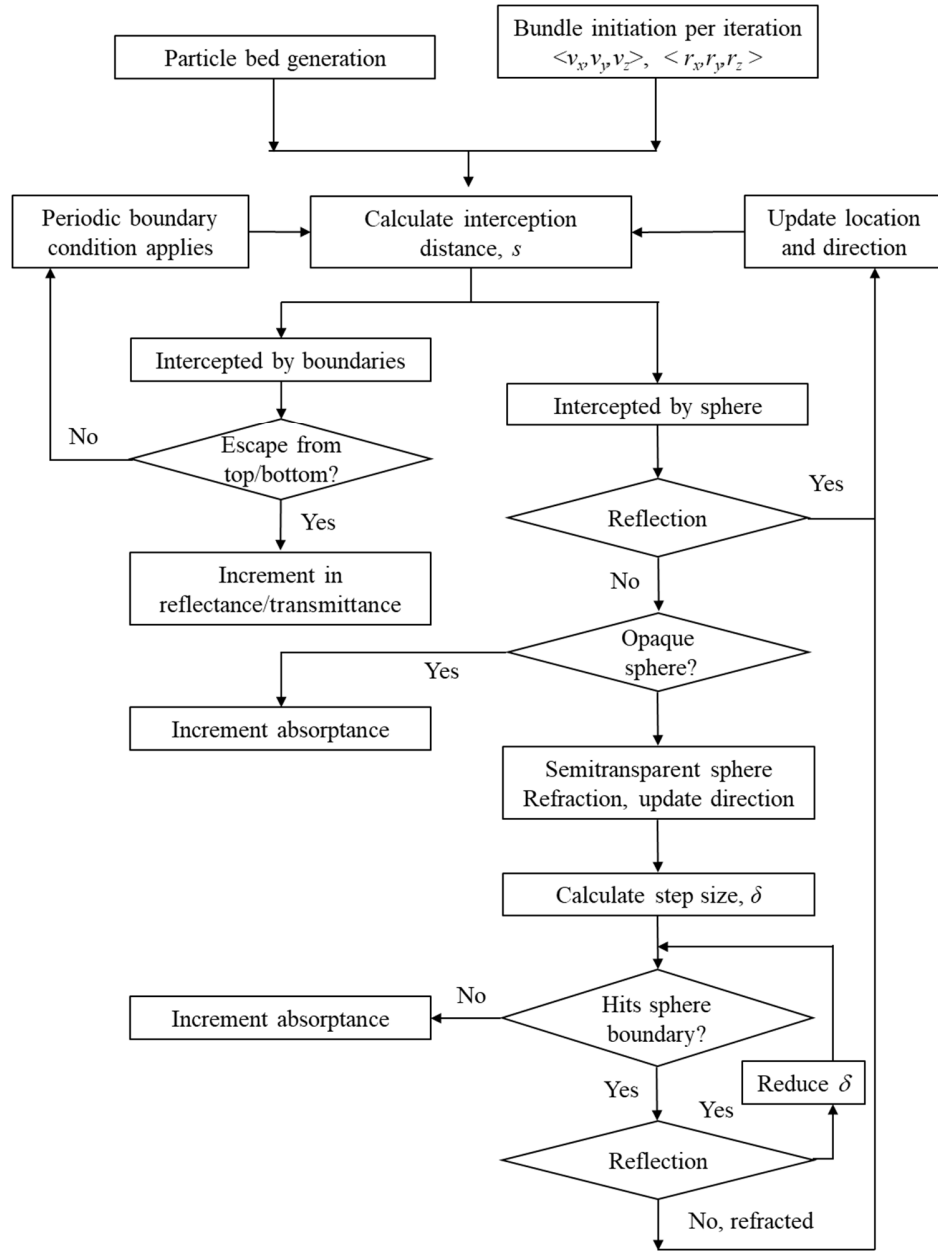 Particle bed generation
Bundle initiation per iteration
<vx,vy,vz>, < rx,ry,rz >
Periodic boundary
condition applies
Calculate interception
distance, s
Update location
and direction
Intercepted by boundaries
Intercepted by sphere
No
Escape from
top/bottom?
Yes
Reflection
Yes
Increment in
reflectance/transmittance
No
Opaque
sphere?
Yes
Increment absorptance
Semitransparent sphere
Refraction, update direction
Calculate step size, δ
No
Increment absorptance
Hits sphere
boundary?
Reduce δ
Yes
Yes
Reflection
No, refracted